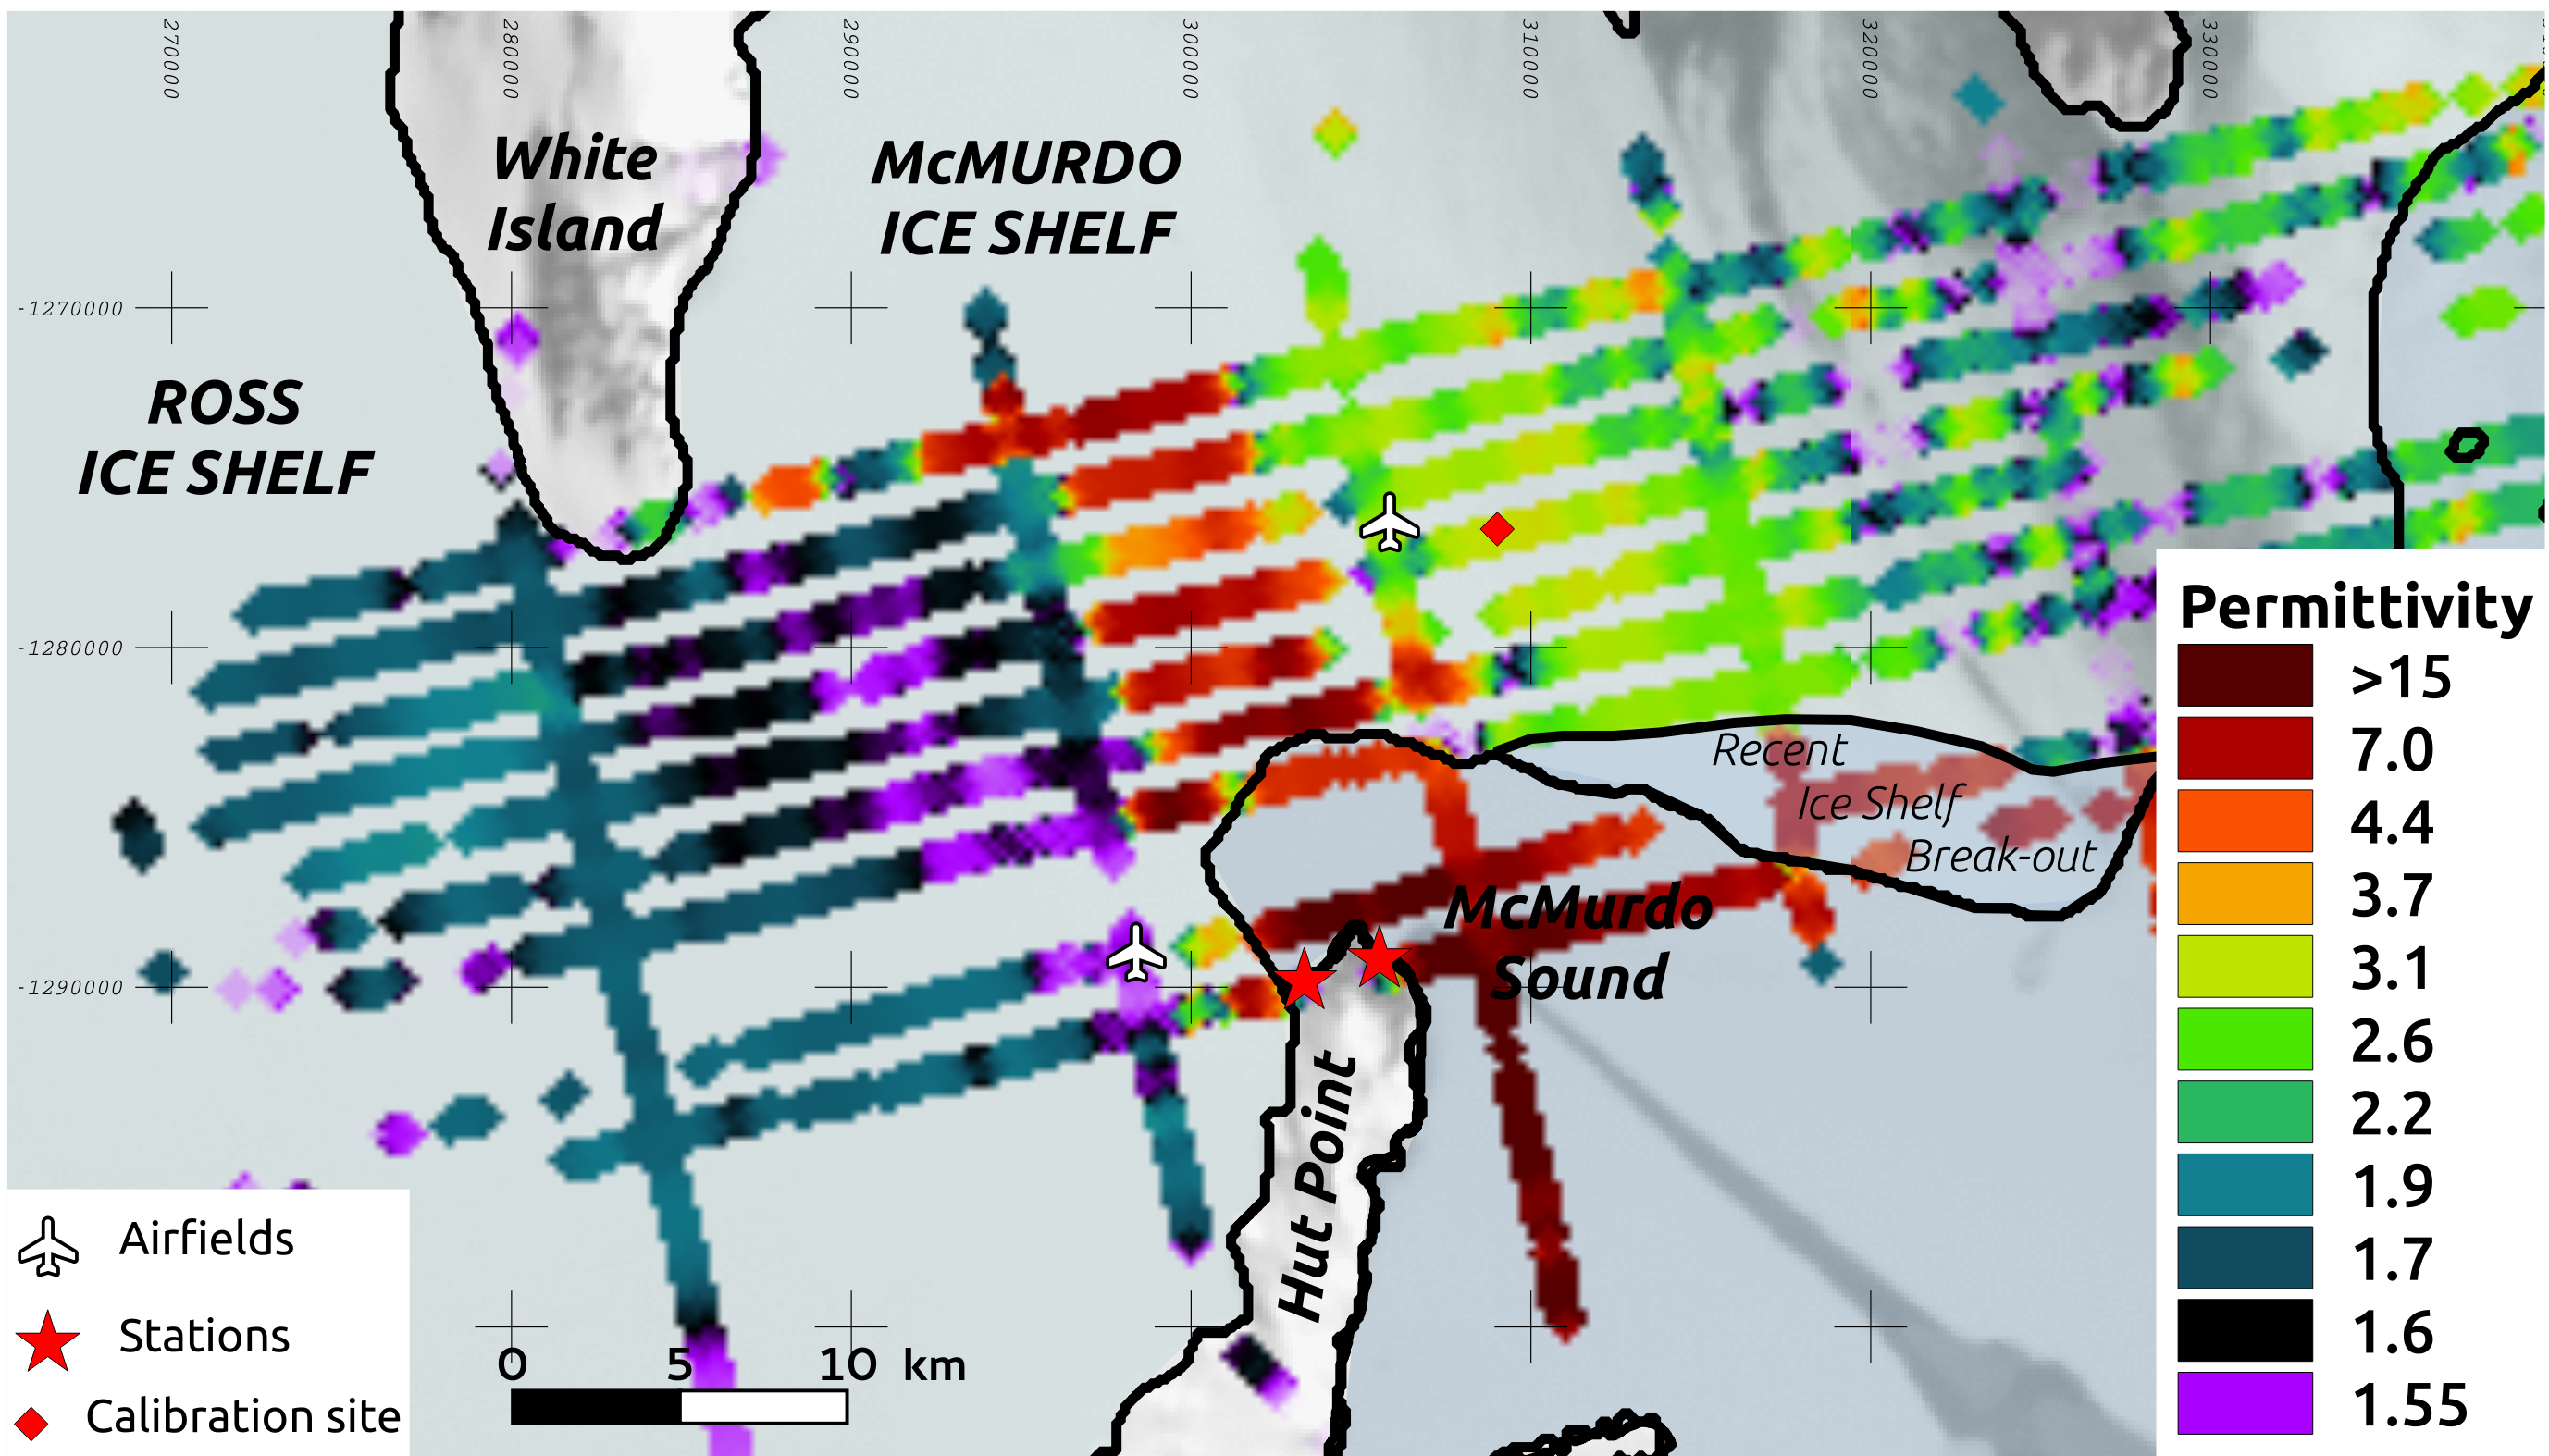 270000
280000
290000
300000
310000
320000
330000
White
Island
McMURDO
ICE SHELF
-1270000
ROSS
ICE SHELF
-1280000
Recent
Ice Shelf
Break-out
McMurdo
Sound
-1290000
Hut Point
Permittivity
>15
7.0
4.4
3.7
3.1
2.6
2.2
1.9
1.7
1.6
1.55
Airfields
Stations
Calibration site
0 5 10 km